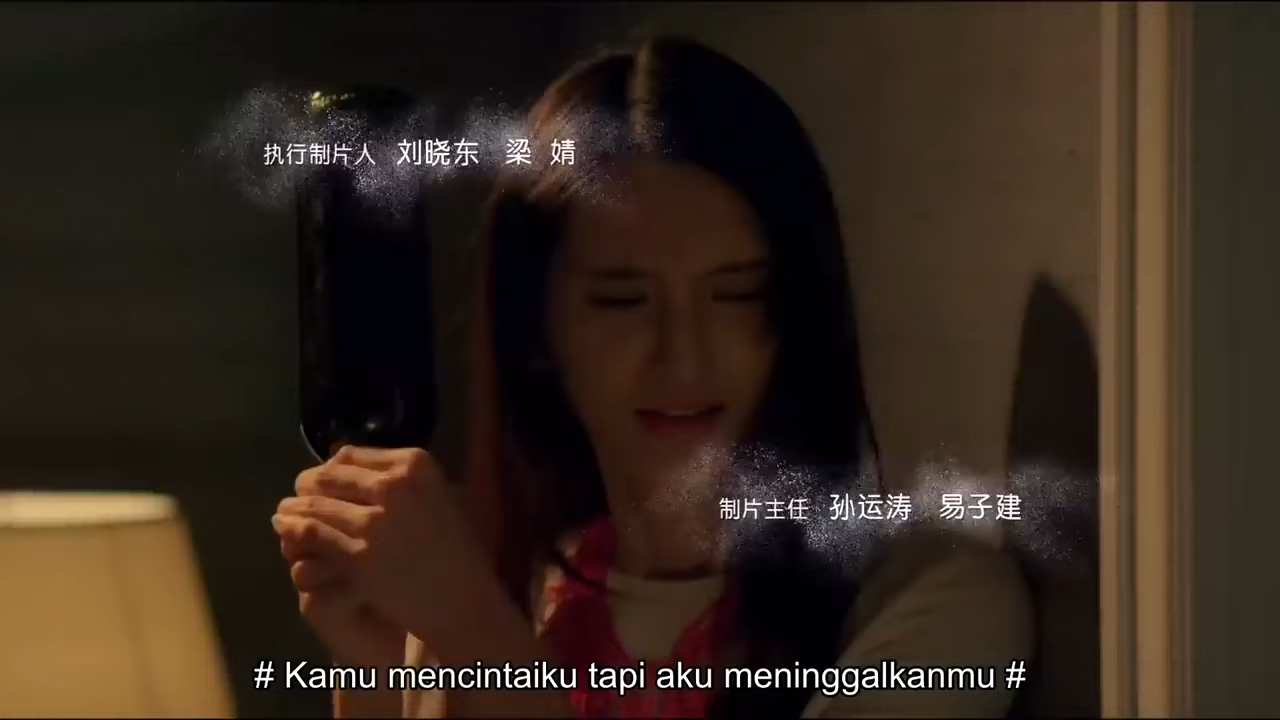 执行制片人 刘晓东 梁 婧
制片主任 孙运涛 易子建
# Kamu mencintaiku tapi aku meninggalkanmu #